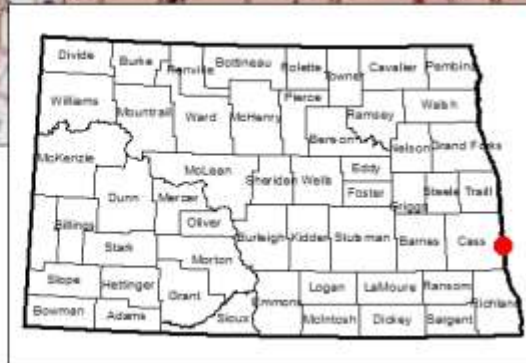 Divide Burke Renville Bottineau Rolette Towner Cavalier Pembina
Williams Mountrail Ward McHenry Pierce Ramsey Walsh
Benson Nelson Grand Forks
McKenzie McLean Sheridan Wells Eddy
Foster Griggs Steele Traill
Dunn Mercer Oliver
Billings Stark Morton Burleigh Kidder Stutsman Barnes Cass
Slope Hettinger Grant Emmons Logan LaMoure Ransom Richland
Bowman Adams Sioux McIntosh Dickey Sargent